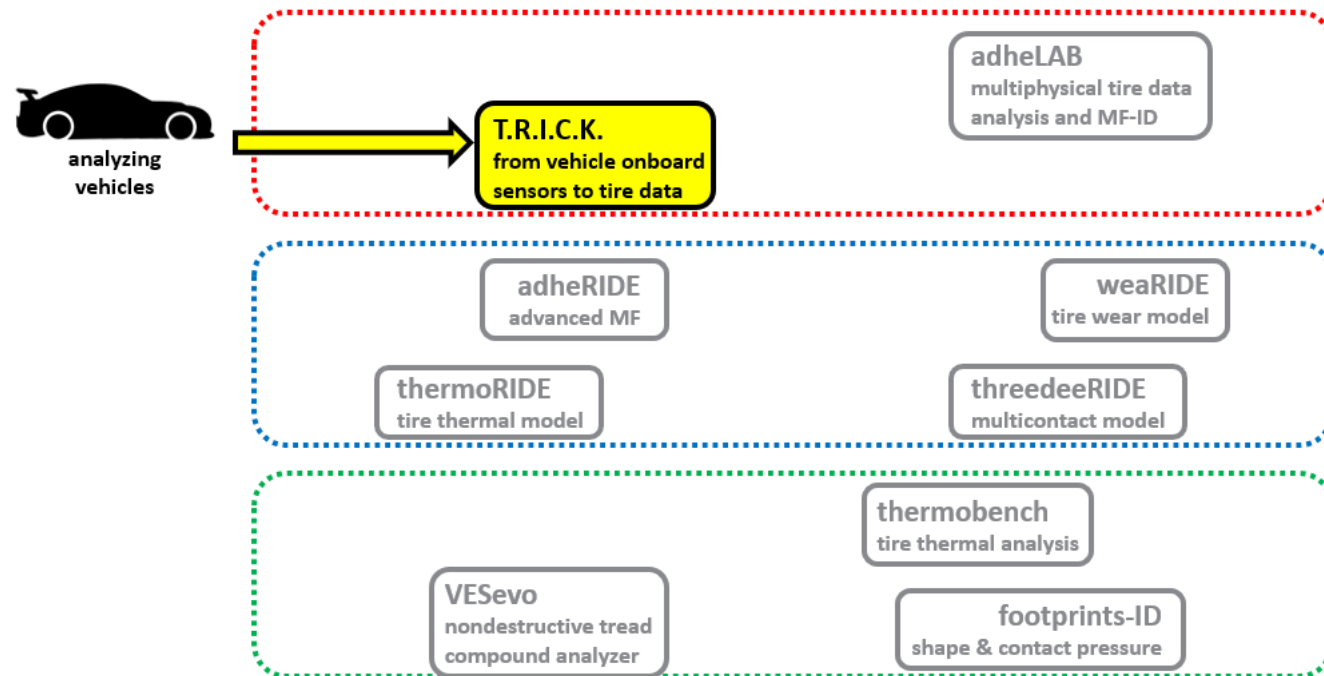 analyzing
vehicles
T.R.I.C.K.
from vehicle onboard
sensors to tire data
adheLAB
multiphysical tire data
analysis and MF-ID
adheRIDE
advanced MF
weaRIDE
tire wear model
thermoRIDE
tire thermal model
threedeeRIDE
multicontact model
thermobench
tire thermal analysis
VESevo
nondestructive tread
compound analyzer
footprints-ID
shape & contact pressure